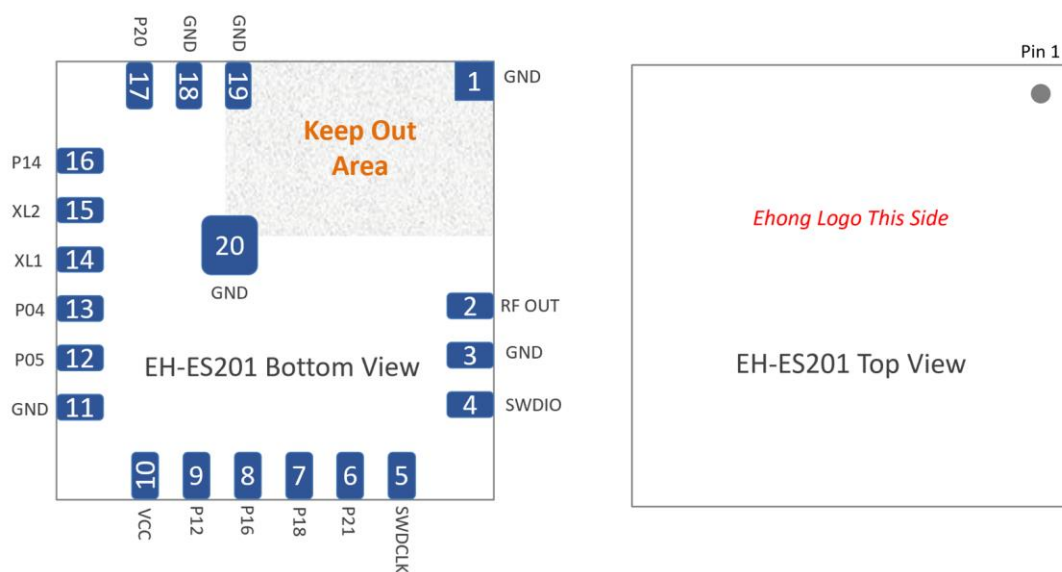 P20
GND
GND
17
18
19
1
GND
Keep Out
Area
P14
16
XL2
15
XL1
14
20
GND
P04
13
2
RF OUT
P05
12
EH-ES201 Bottom View
3
GND
GND
11
4
SWDIO
10
9
8
7
6
5
VCC
P12
P16
P18
P21
SWDCLK
Pin 1
Ehong Logo This Side
EH-ES201 Top View